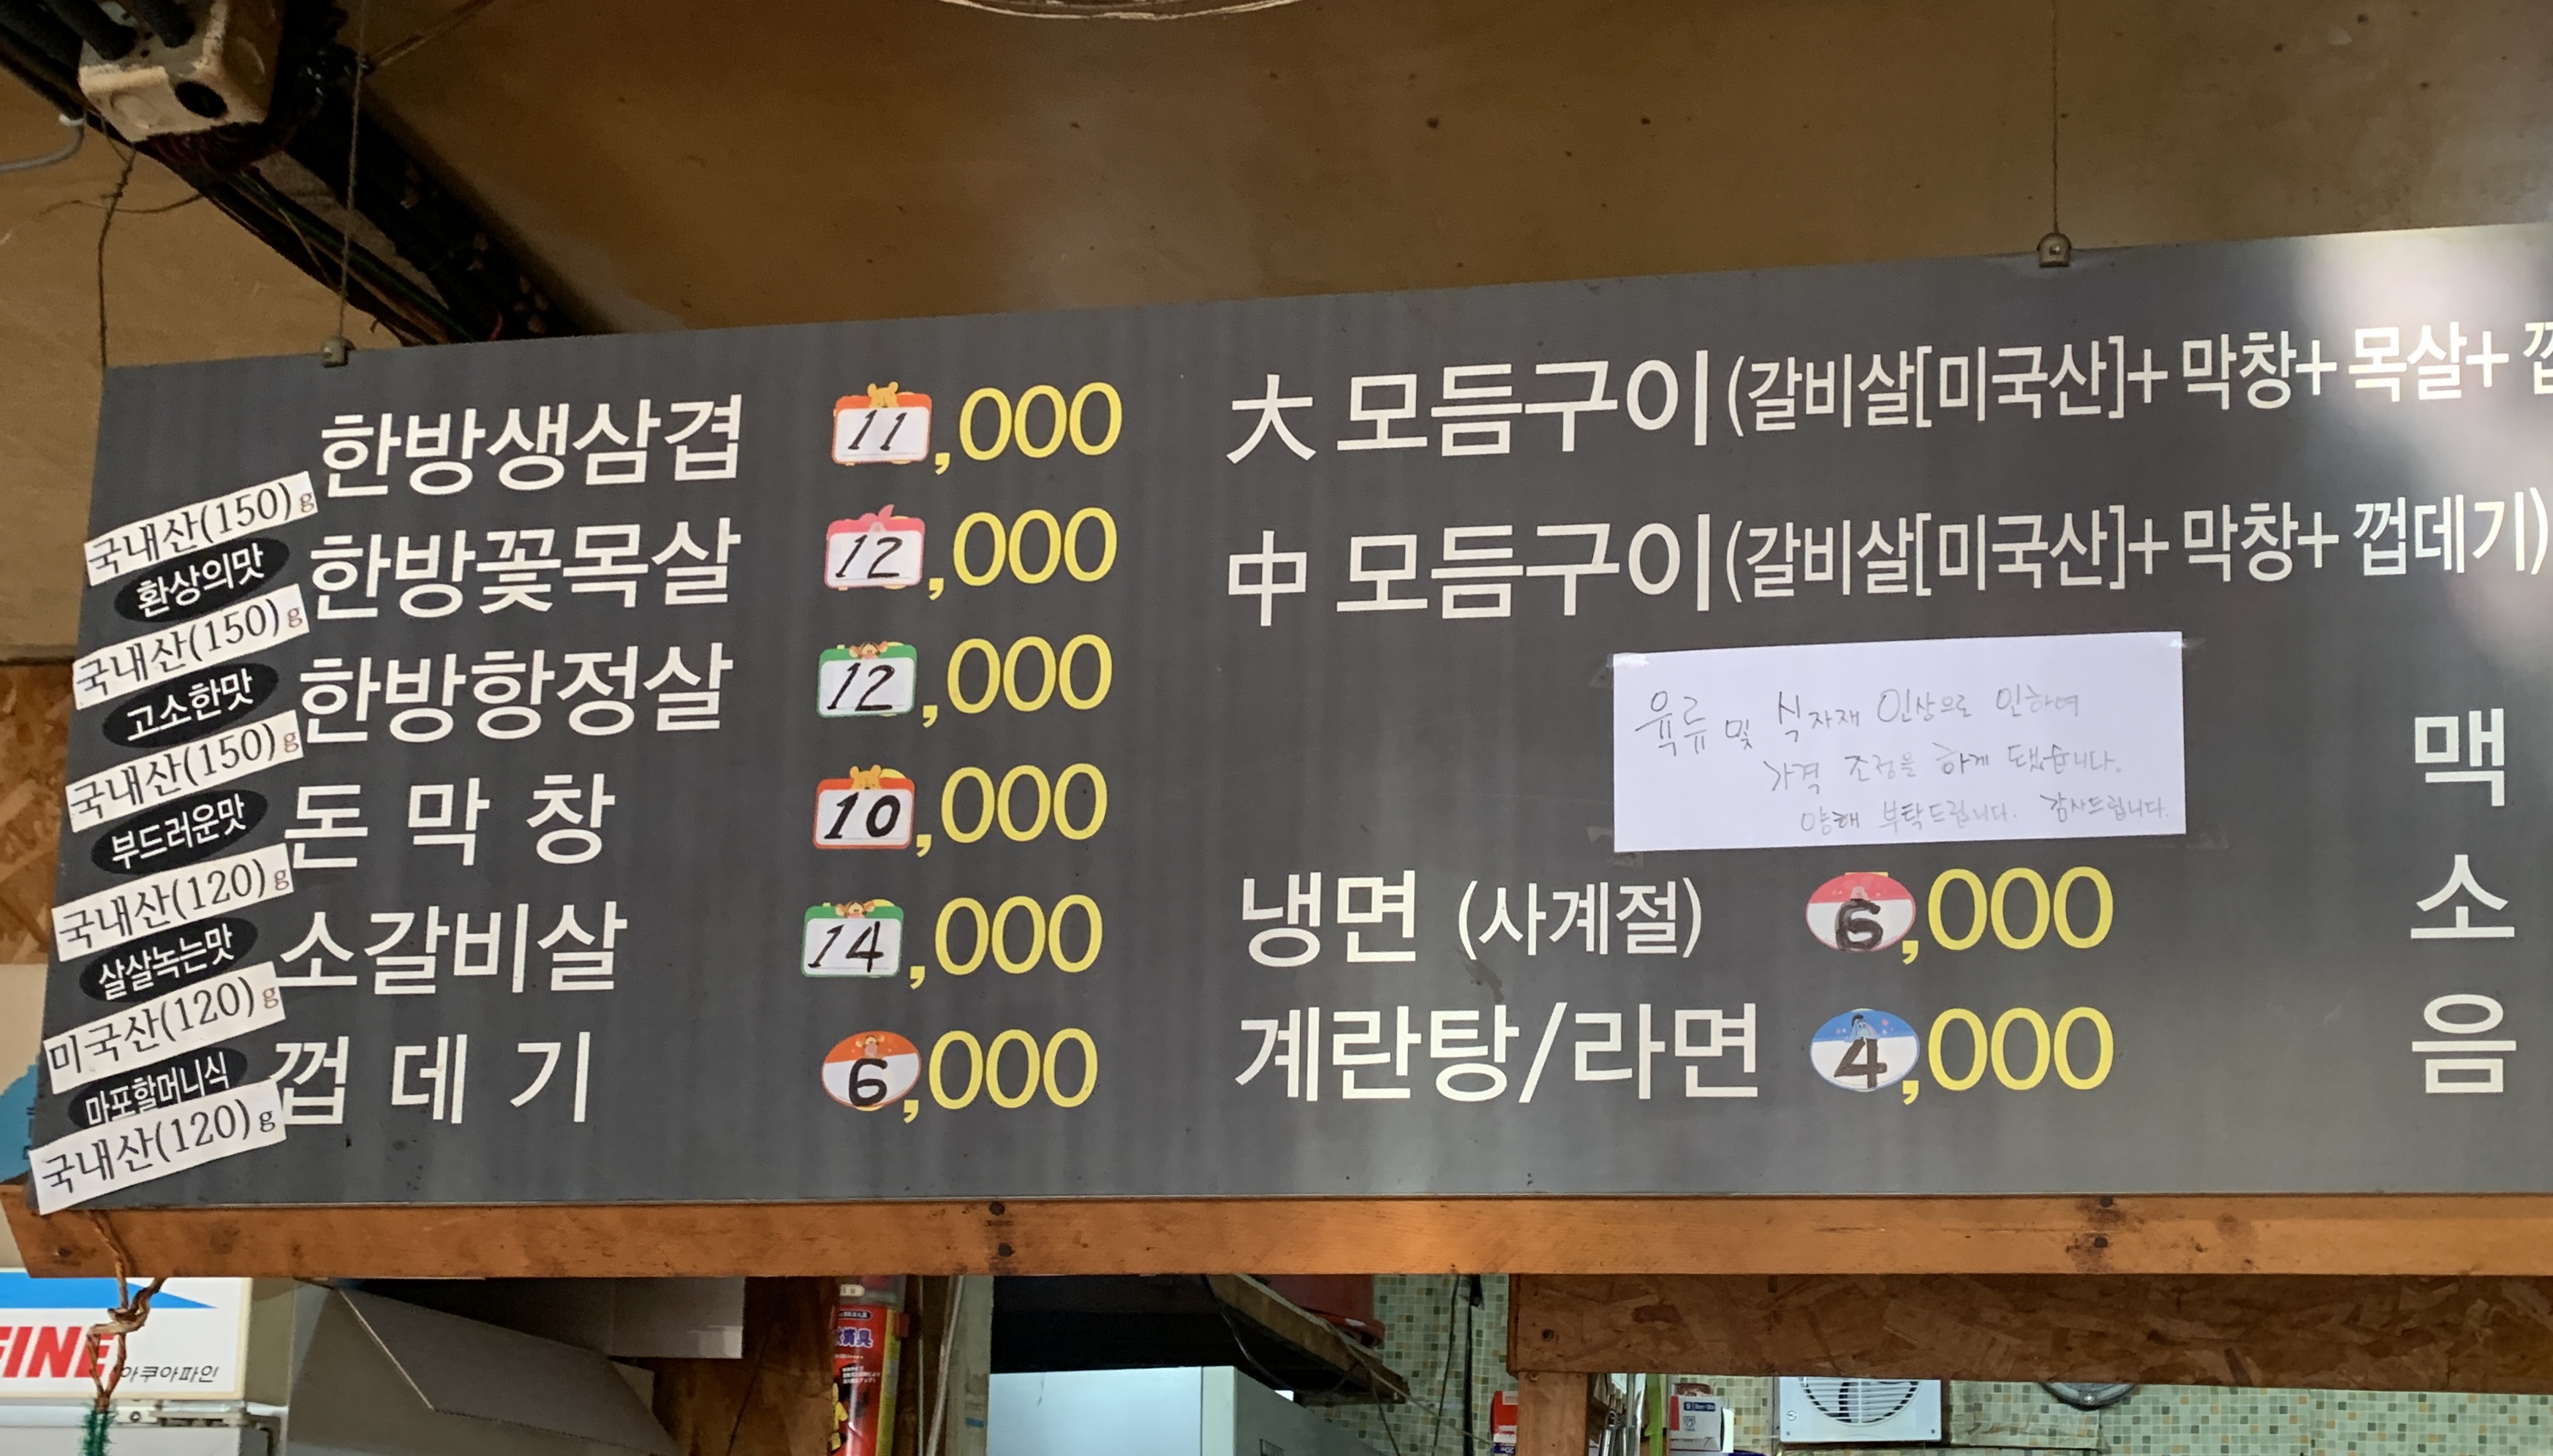 한방생삼겹 11,000
국내산(150)g
환상의맛
한방꽃목살 12,000
국내산(150)g
고소한맛
한방항정살 12,000
국내산(150)g
부드러운맛
돈 막 창 10,000
국내산(120)g
살살녹는맛
소갈비살 14,000
미국산(120)g
마포할머니식
껍 데 기 6,000
국내산(120)g
大 모듬구이(갈비살[미국산]+ 막창+ 목살+ 껍
中 모듬구이(갈비살[미국산]+ 막창+ 껍데기)
육류 및 식자재 인상으로 인하여
가격 조정을 하게 됐습니다.
양해 부탁드립니다. 감사드립니다.
냉면 (사계절) 6,000
계란탕/라면 4,000
맥
소
음
FINE
아쿠아파인